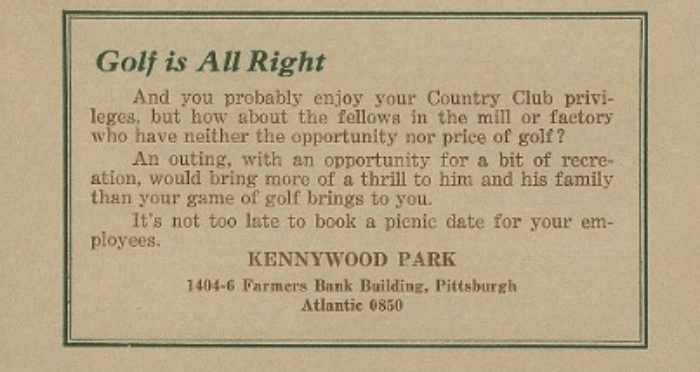 Golf is All Right
And you probably enjoy your Country Club privi-
leges, but how about the fellows in the mill or factory
who have neither the opportunity nor price of golf?
An outing, with an opportunity for a bit of recre-
ation, would bring more of a thrill to him and his family
than your game of golf brings to you.
It's not too late to book a picnic date for your em-
ployees.
KENNYWOOD PARK
1404-6 Farmers Bank Building, Pittsburgh
Atlantic 0850